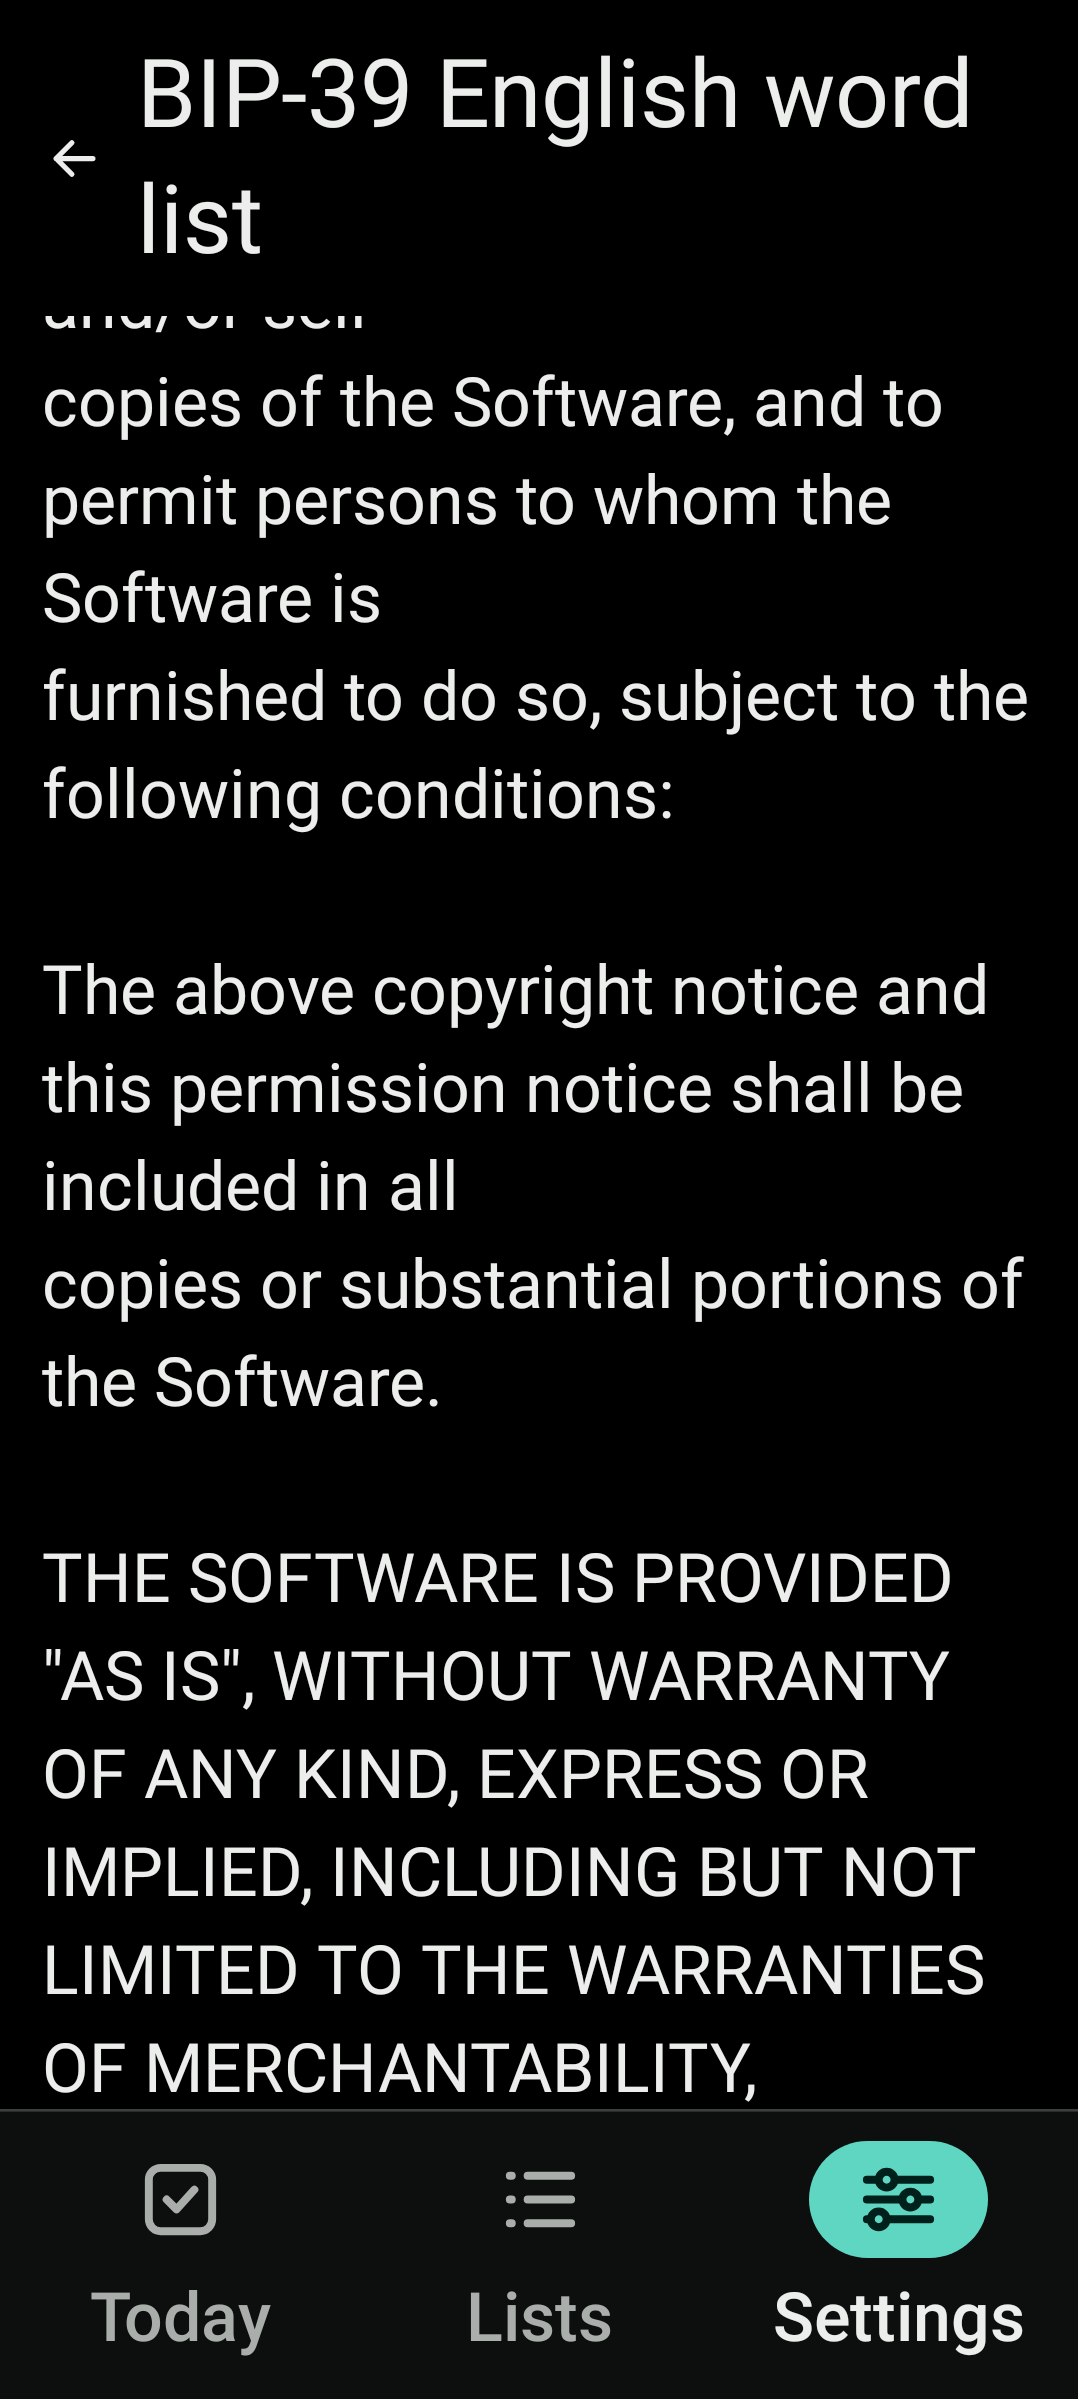 BIP-39 English word
list
and/or sell
copies of the Software, and to
permit persons to whom the
Software is
furnished to do so, subject to the
following conditions:
The above copyright notice and
this permission notice shall be
included in all
copies or substantial portions of
the Software.
THE SOFTWARE IS PROVIDED
"AS IS", WITHOUT WARRANTY
OF ANY KIND, EXPRESS OR
IMPLIED, INCLUDING BUT NOT
LIMITED TO THE WARRANTIES
OF MERCHANTABILITY,
Today
Lists
Settings